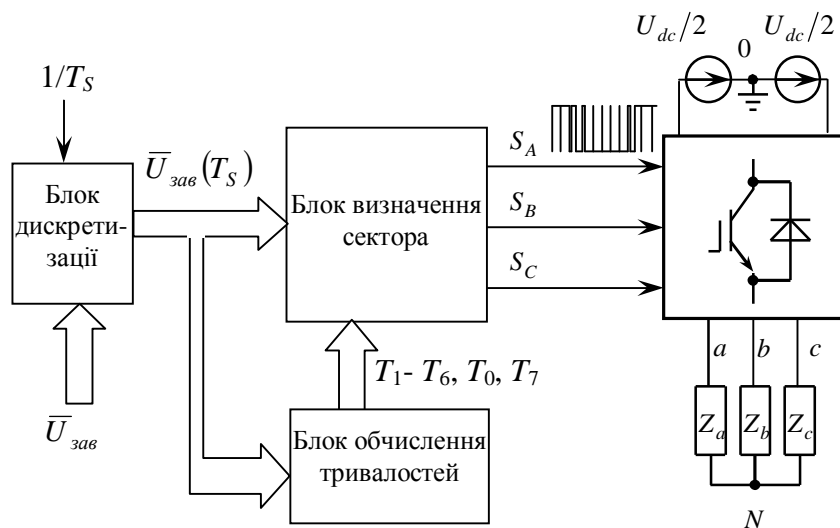 U_dc/2 0 U_dc/2
1/T_S
Ū_зав(T_S)
Блок
дискрети-
зації
Ū_зав
Блок визначення
сектора
S_A
S_B
S_C
T_1- T_6, T_0, T_7
Блок обчислення
тривалостей
a b c
Z_a Z_b Z_c
N